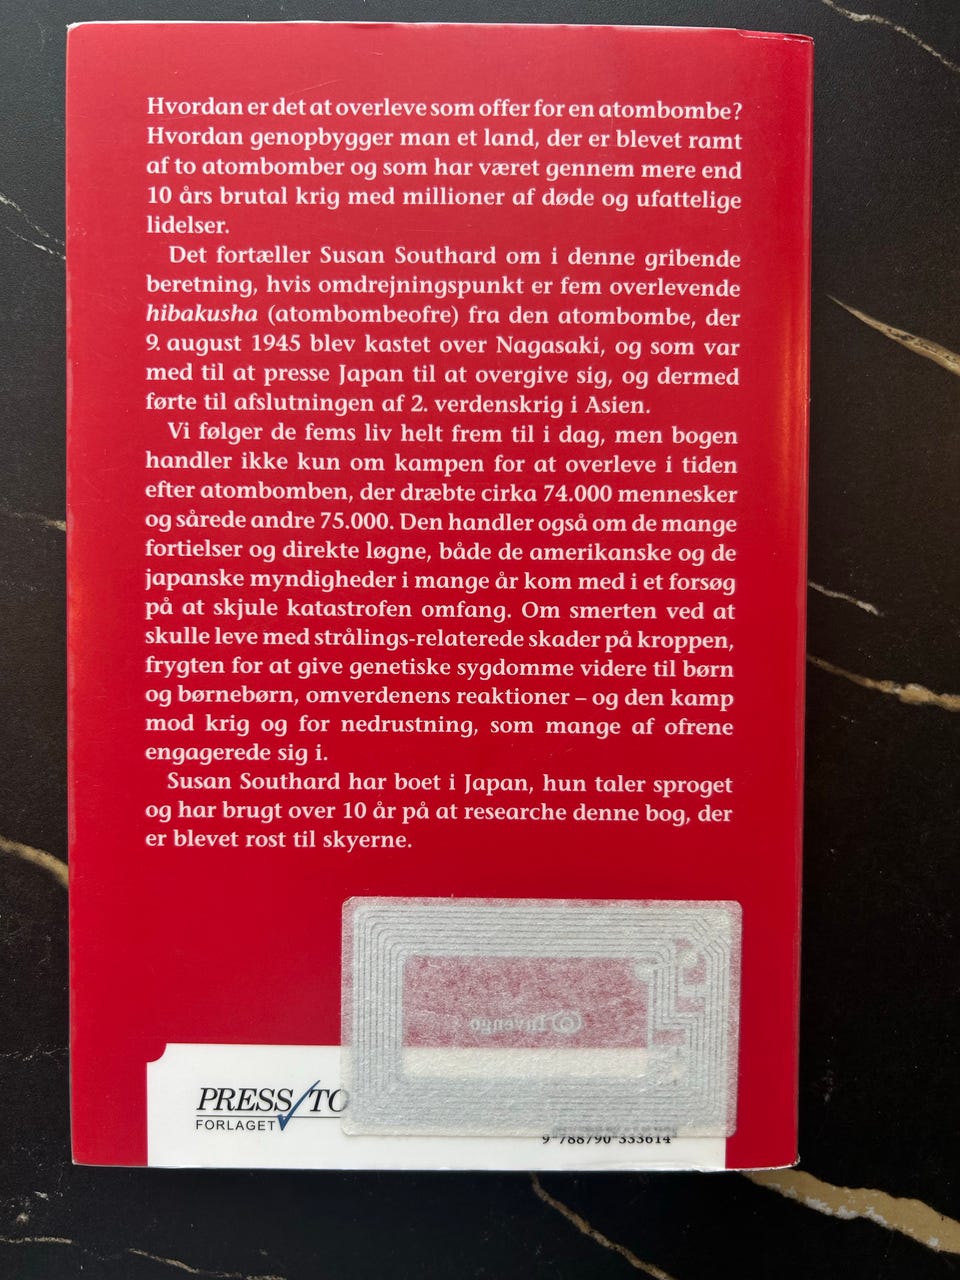 Hvordan er det at overleve som offer for en atombombe?
Hvordan genopbygger man et land, der er blevet ramt
af to atombomber og som har været gennem mere end
10 års brutal krig med millioner af døde og ufattelige
lidelser.
Det fortæller Susan Southard om i denne gribende
beretning, hvis omdrejningspunkt er fem overlevende
hibakusha (atombombeofre) fra den atombombe, der
9. august 1945 blev kastet over Nagasaki, og som var
med til at presse Japan til at overgive sig, og dermed
førte til afslutningen af 2. verdenskrig i Asien.
Vi følger de fems liv helt frem til i dag, men bogen
handler ikke kun om kampen for at overleve i tiden
efter atombomben, der dræbte cirka 74.000 mennesker
og sårede andre 75.000. Den handler også om de mange
fortielser og direkte løgne, både de amerikanske og de
japanske myndigheder i mange år kom med i et forsøg
på at skjule katastrofen omfang. Om smerten ved at
skulle leve med strålings-relaterede skader på kroppen,
frygten for at give genetiske sygdomme videre til børn
og børnebørn, omverdenens reaktioner – og den kamp
mod krig og for nedrustning, som mange af ofrene
engagerede sig i.
Susan Southard har boet i Japan, hun taler sproget
og har brugt over 10 år på at researche denne bog, der
er blevet rost til skyerne.
Invengo
PRESS TO
FORLAGET
9 788790 333614